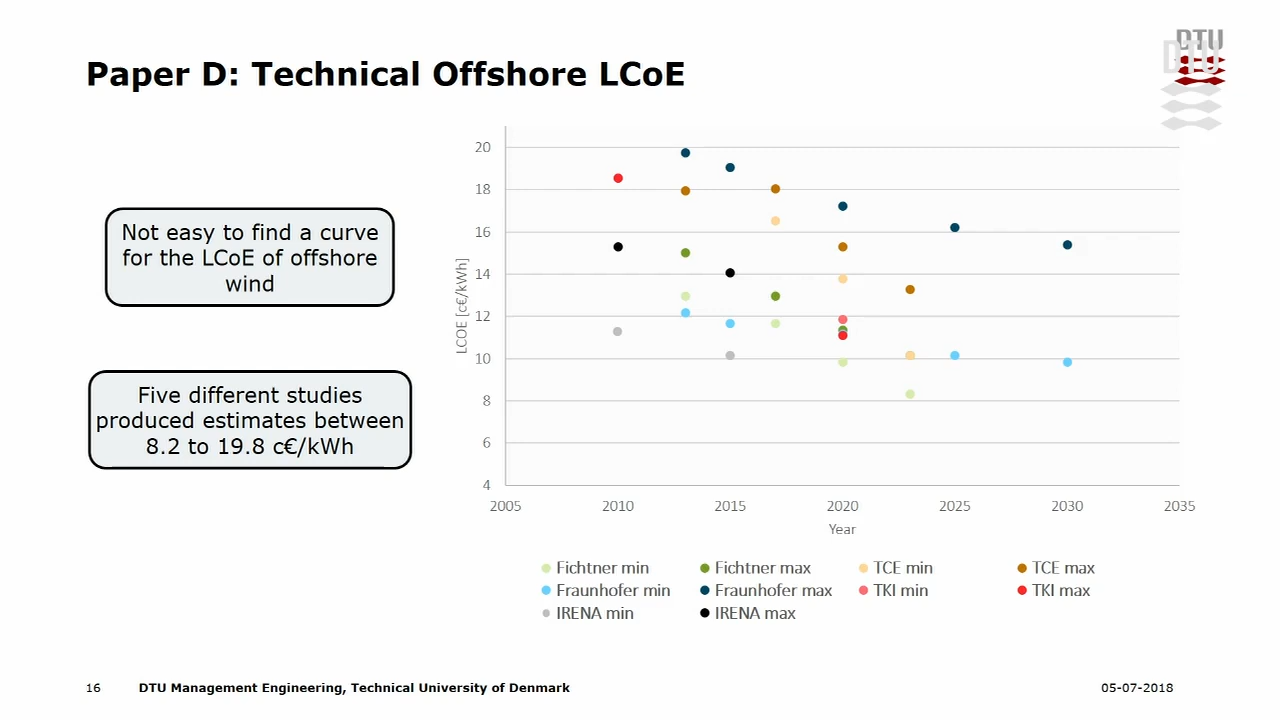 Paper D: Technical Offshore LCoE
DTU
DTU
Not easy to find a curve
for the LCoE of offshore
wind
Five different studies
produced estimates between
8.2 to 19.8 c€/kWh
LCOE [c€/kWh]
20
18
16
14
12
10
8
6
4
2005 2010 2015 2020 2025 2030 2035
Year
Fichtner min Fichtner max TCE min TCE max
Fraunhofer min Fraunhofer max TKI min TKI max
IRENA min IRENA max
16 DTU Management Engineering, Technical University of Denmark 05-07-2018